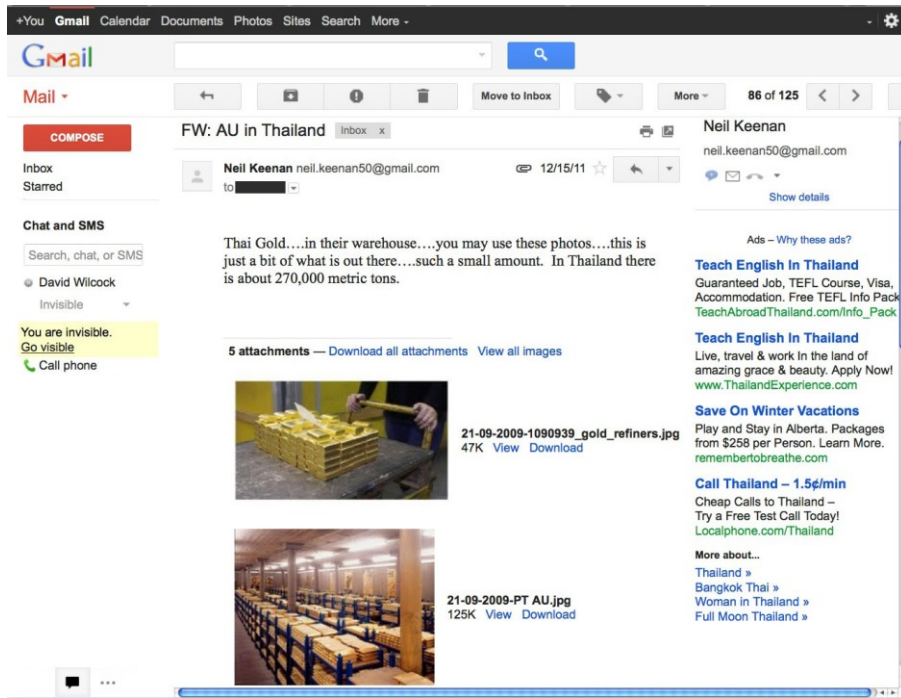 +You Gmail Calendar Documents Photos Sites Search More
Gmail
Mail
Move to Inbox
More
86 of 125
COMPOSE
Inbox
Starred
Chat and SMS
Search, chat, or SMS
David Wilcock
Invisible
You are invisible.
Go visible
Call phone
FW: AU in Thailand Inbox x
Neil Keenan neil.keenan50@gmail.com 12/15/11
to
Thai Gold….in their warehouse….you may use these photos….this is
just a bit of what is out there….such a small amount. In Thailand there
is about 270,000 metric tons.
5 attachments — Download all attachments View all images
21-09-2009-1090939_gold_refiners.jpg
47K View Download
21-09-2009-PT AU.jpg
125K View Download
Neil Keenan
neil.keenan50@gmail.com
Show details
Ads – Why these ads?
Teach English In Thailand
Guaranteed Job, TEFL Course, Visa,
Accommodation. Free TEFL Info Pack
TeachAbroadThailand.com/Info_Pack
Teach English In Thailand
Live, travel & work In the land of
amazing grace & beauty. Apply Now!
www.ThailandExperience.com
Save On Winter Vacations
Play and Stay in Alberta. Packages
from $258 per Person. Learn More.
remembertobreathe.com
Call Thailand – 1.5¢/min
Cheap Calls to Thailand –
Try a Free Test Call Today!
Localphone.com/Thailand
More about...
Thailand »
Bangkok Thai »
Woman in Thailand »
Full Moon Thailand »